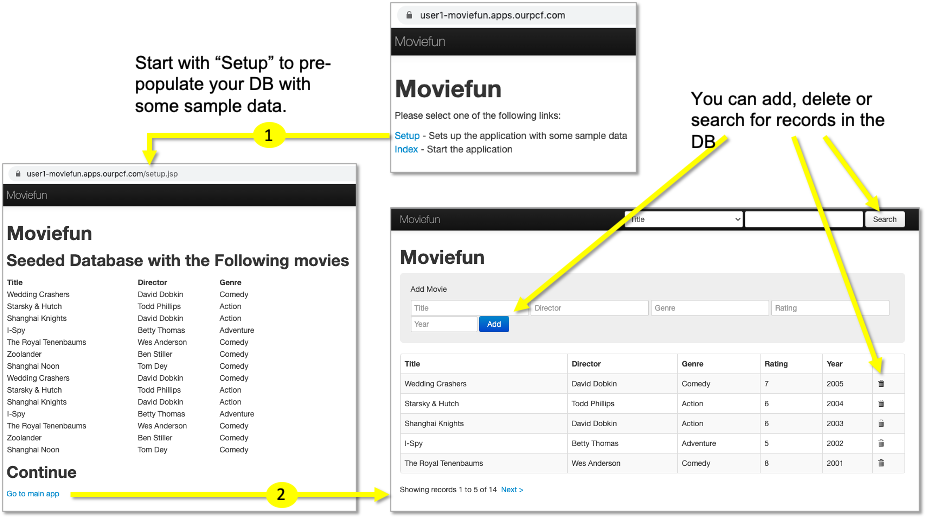 user1-moviefun.apps.ourpcf.com
Moviefun
Moviefun
Please select one of the following links:
Setup - Sets up the application with some sample data
Index - Start the application
Start with “Setup” to pre-
populate your DB with
some sample data.
1
You can add, delete or
search for records in the
DB
user1-moviefun.apps.ourpcf.com/setup.jsp
Moviefun
Moviefun
Seeded Database with the Following movies
Title Director Genre
Wedding Crashers David Dobkin Comedy
Starsky & Hutch Todd Phillips Action
Shanghai Knights David Dobkin Action
I-Spy Betty Thomas Adventure
The Royal Tenenbaums Wes Anderson Comedy
Zoolander Ben Stiller Comedy
Shanghai Noon Tom Dey Comedy
Wedding Crashers David Dobkin Comedy
Starsky & Hutch Todd Phillips Action
Shanghai Knights David Dobkin Action
I-Spy Betty Thomas Adventure
The Royal Tenenbaums Wes Anderson Comedy
Zoolander Ben Stiller Comedy
Shanghai Noon Tom Dey Comedy
Continue
Go to main app
2
Moviefun Title Search
Moviefun
Add Movie
Title Director Genre Rating
Year Add
Title Director Genre Rating Year
Wedding Crashers David Dobkin Comedy 7 2005
Starsky & Hutch Todd Phillips Action 6 2004
Shanghai Knights David Dobkin Action 6 2003
I-Spy Betty Thomas Adventure 5 2002
The Royal Tenenbaums Wes Anderson Comedy 8 2001
Showing records 1 to 5 of 14 Next >